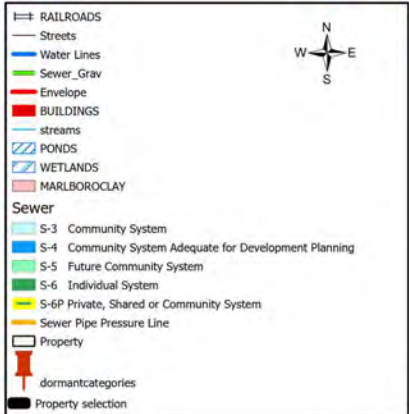 RAILROADS
Streets
Water Lines
Sewer_Grav
Envelope
BUILDINGS
streams
PONDS
WETLANDS
MARLBOROCLAY
Sewer
S-3 Community System
S-4 Community System Adequate for Development Planning
S-5 Future Community System
S-6 Individual System
S-6P Private, Shared or Community System
Sewer Pipe Pressure Line
Property
dormantcategories
Property selection
N
W E
S